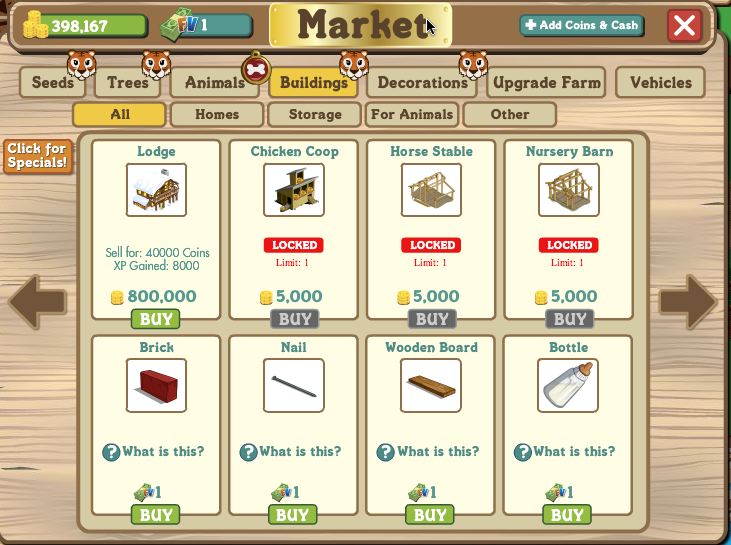 398,167
FV 1
Market
+ Add Coins & Cash
Seeds
Trees
Animals
Buildings
Decorations
Upgrade Farm
Vehicles
All
Homes
Storage
For Animals
Other
Click for
Specials!
Lodge
Sell for: 40000 Coins
XP Gained: 8000
800,000
BUY
Chicken Coop
LOCKED
Limit: 1
5,000
BUY
Horse Stable
LOCKED
Limit: 1
5,000
BUY
Nursery Barn
LOCKED
Limit: 1
5,000
BUY
Brick
? What is this?
FV 1
BUY
Nail
? What is this?
FV 1
BUY
Wooden Board
? What is this?
FV 1
BUY
Bottle
? What is this?
FV 1
BUY